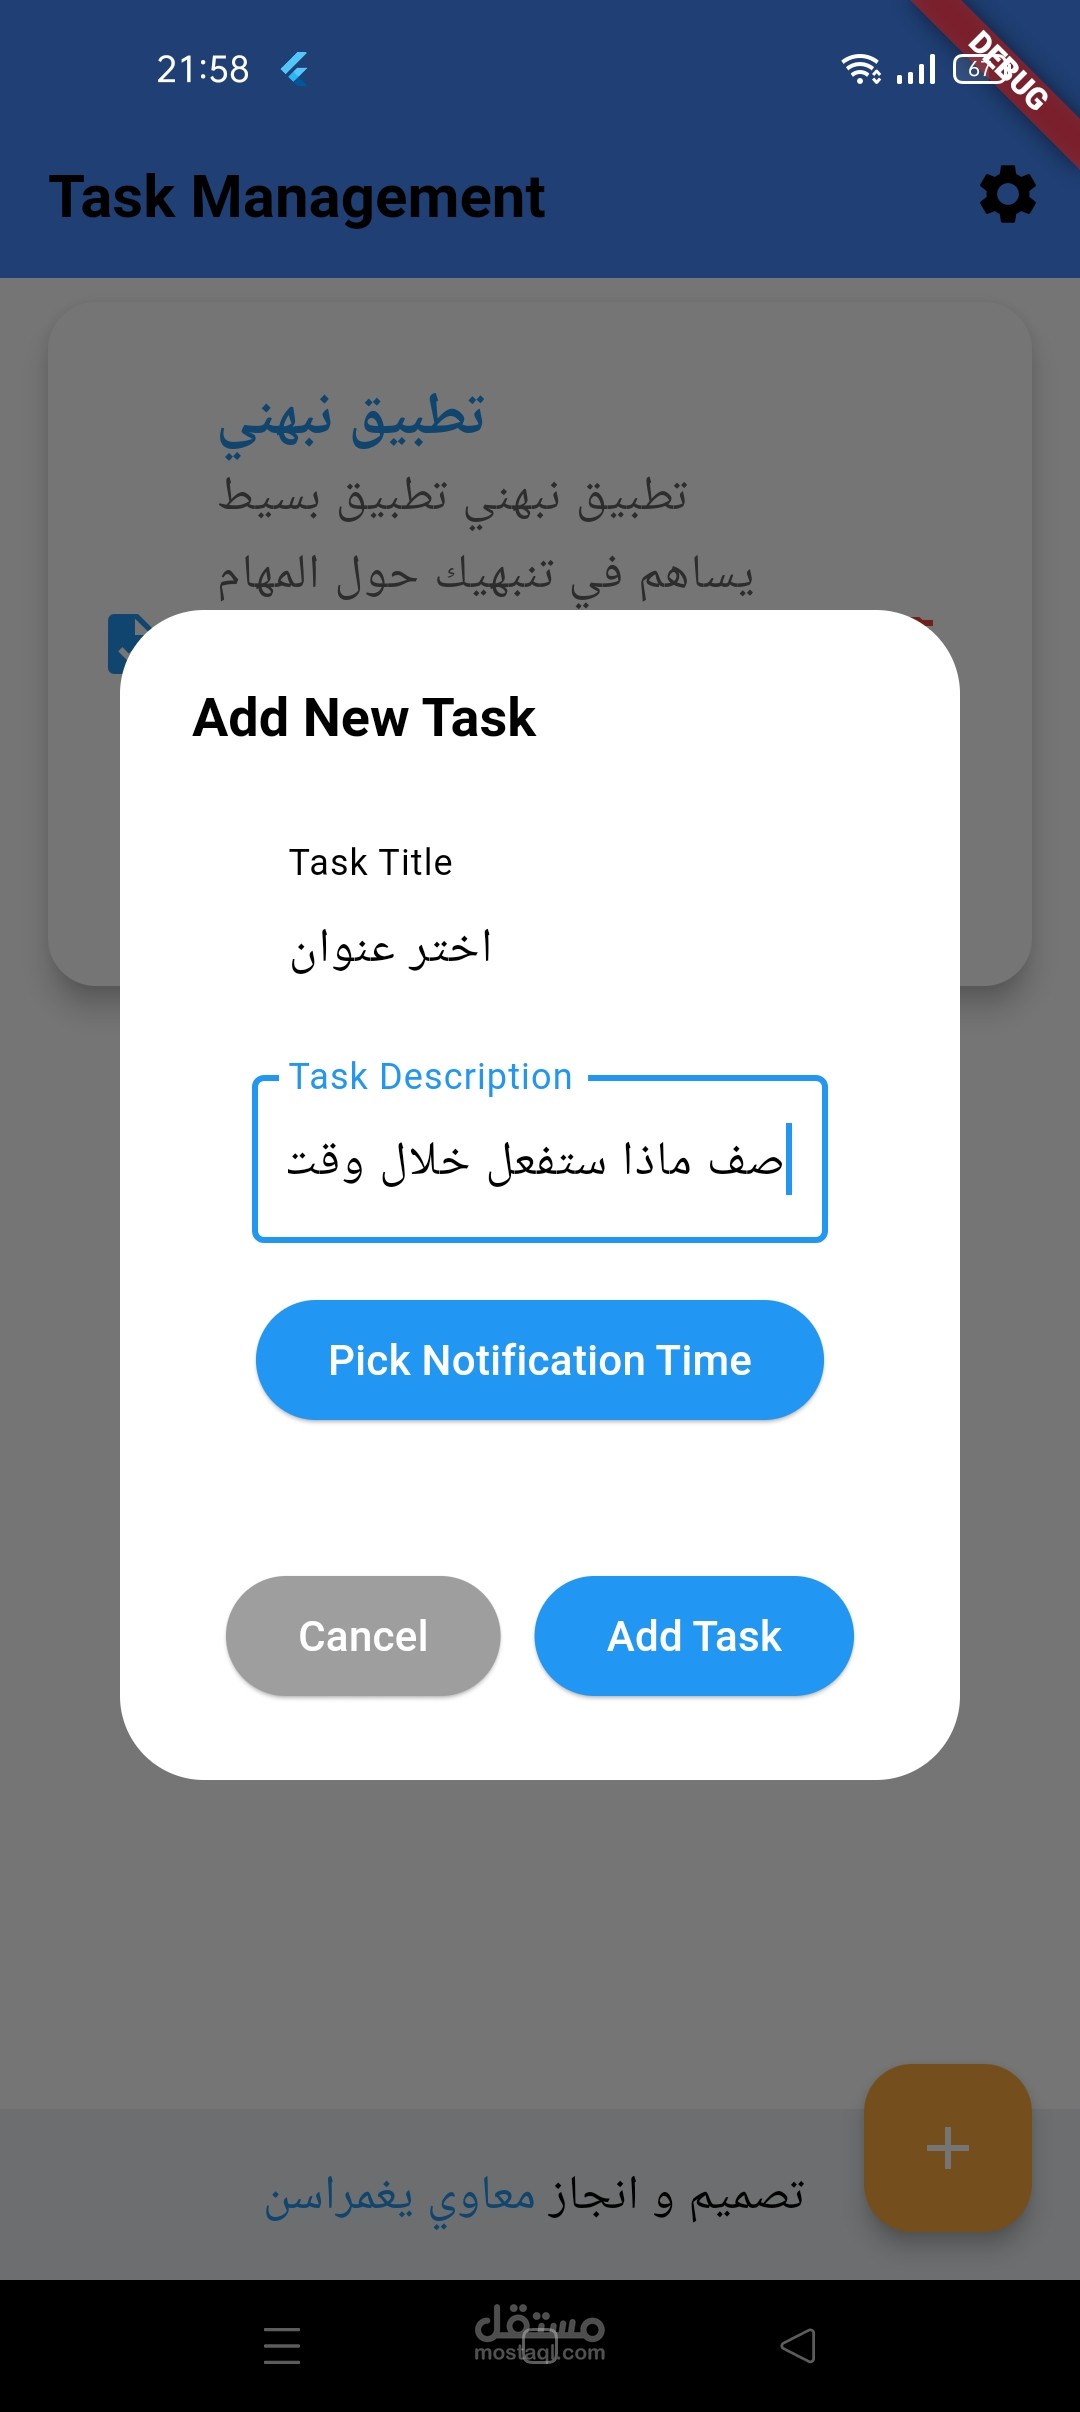 21:58
67
DEBUG
Task Management
تطبيق نبهني
تطبيق نبهني تطبيق بسيط
يساهم في تنبهيك حول المهام
Add New Task
Task Title
اختر عنوان
Task Description
صف ماذا ستفعل خلال وقت
Pick Notification Time
Cancel
Add Task
تصميم و انجاز معاوي يغمراسن
مستقل
mostaql.com